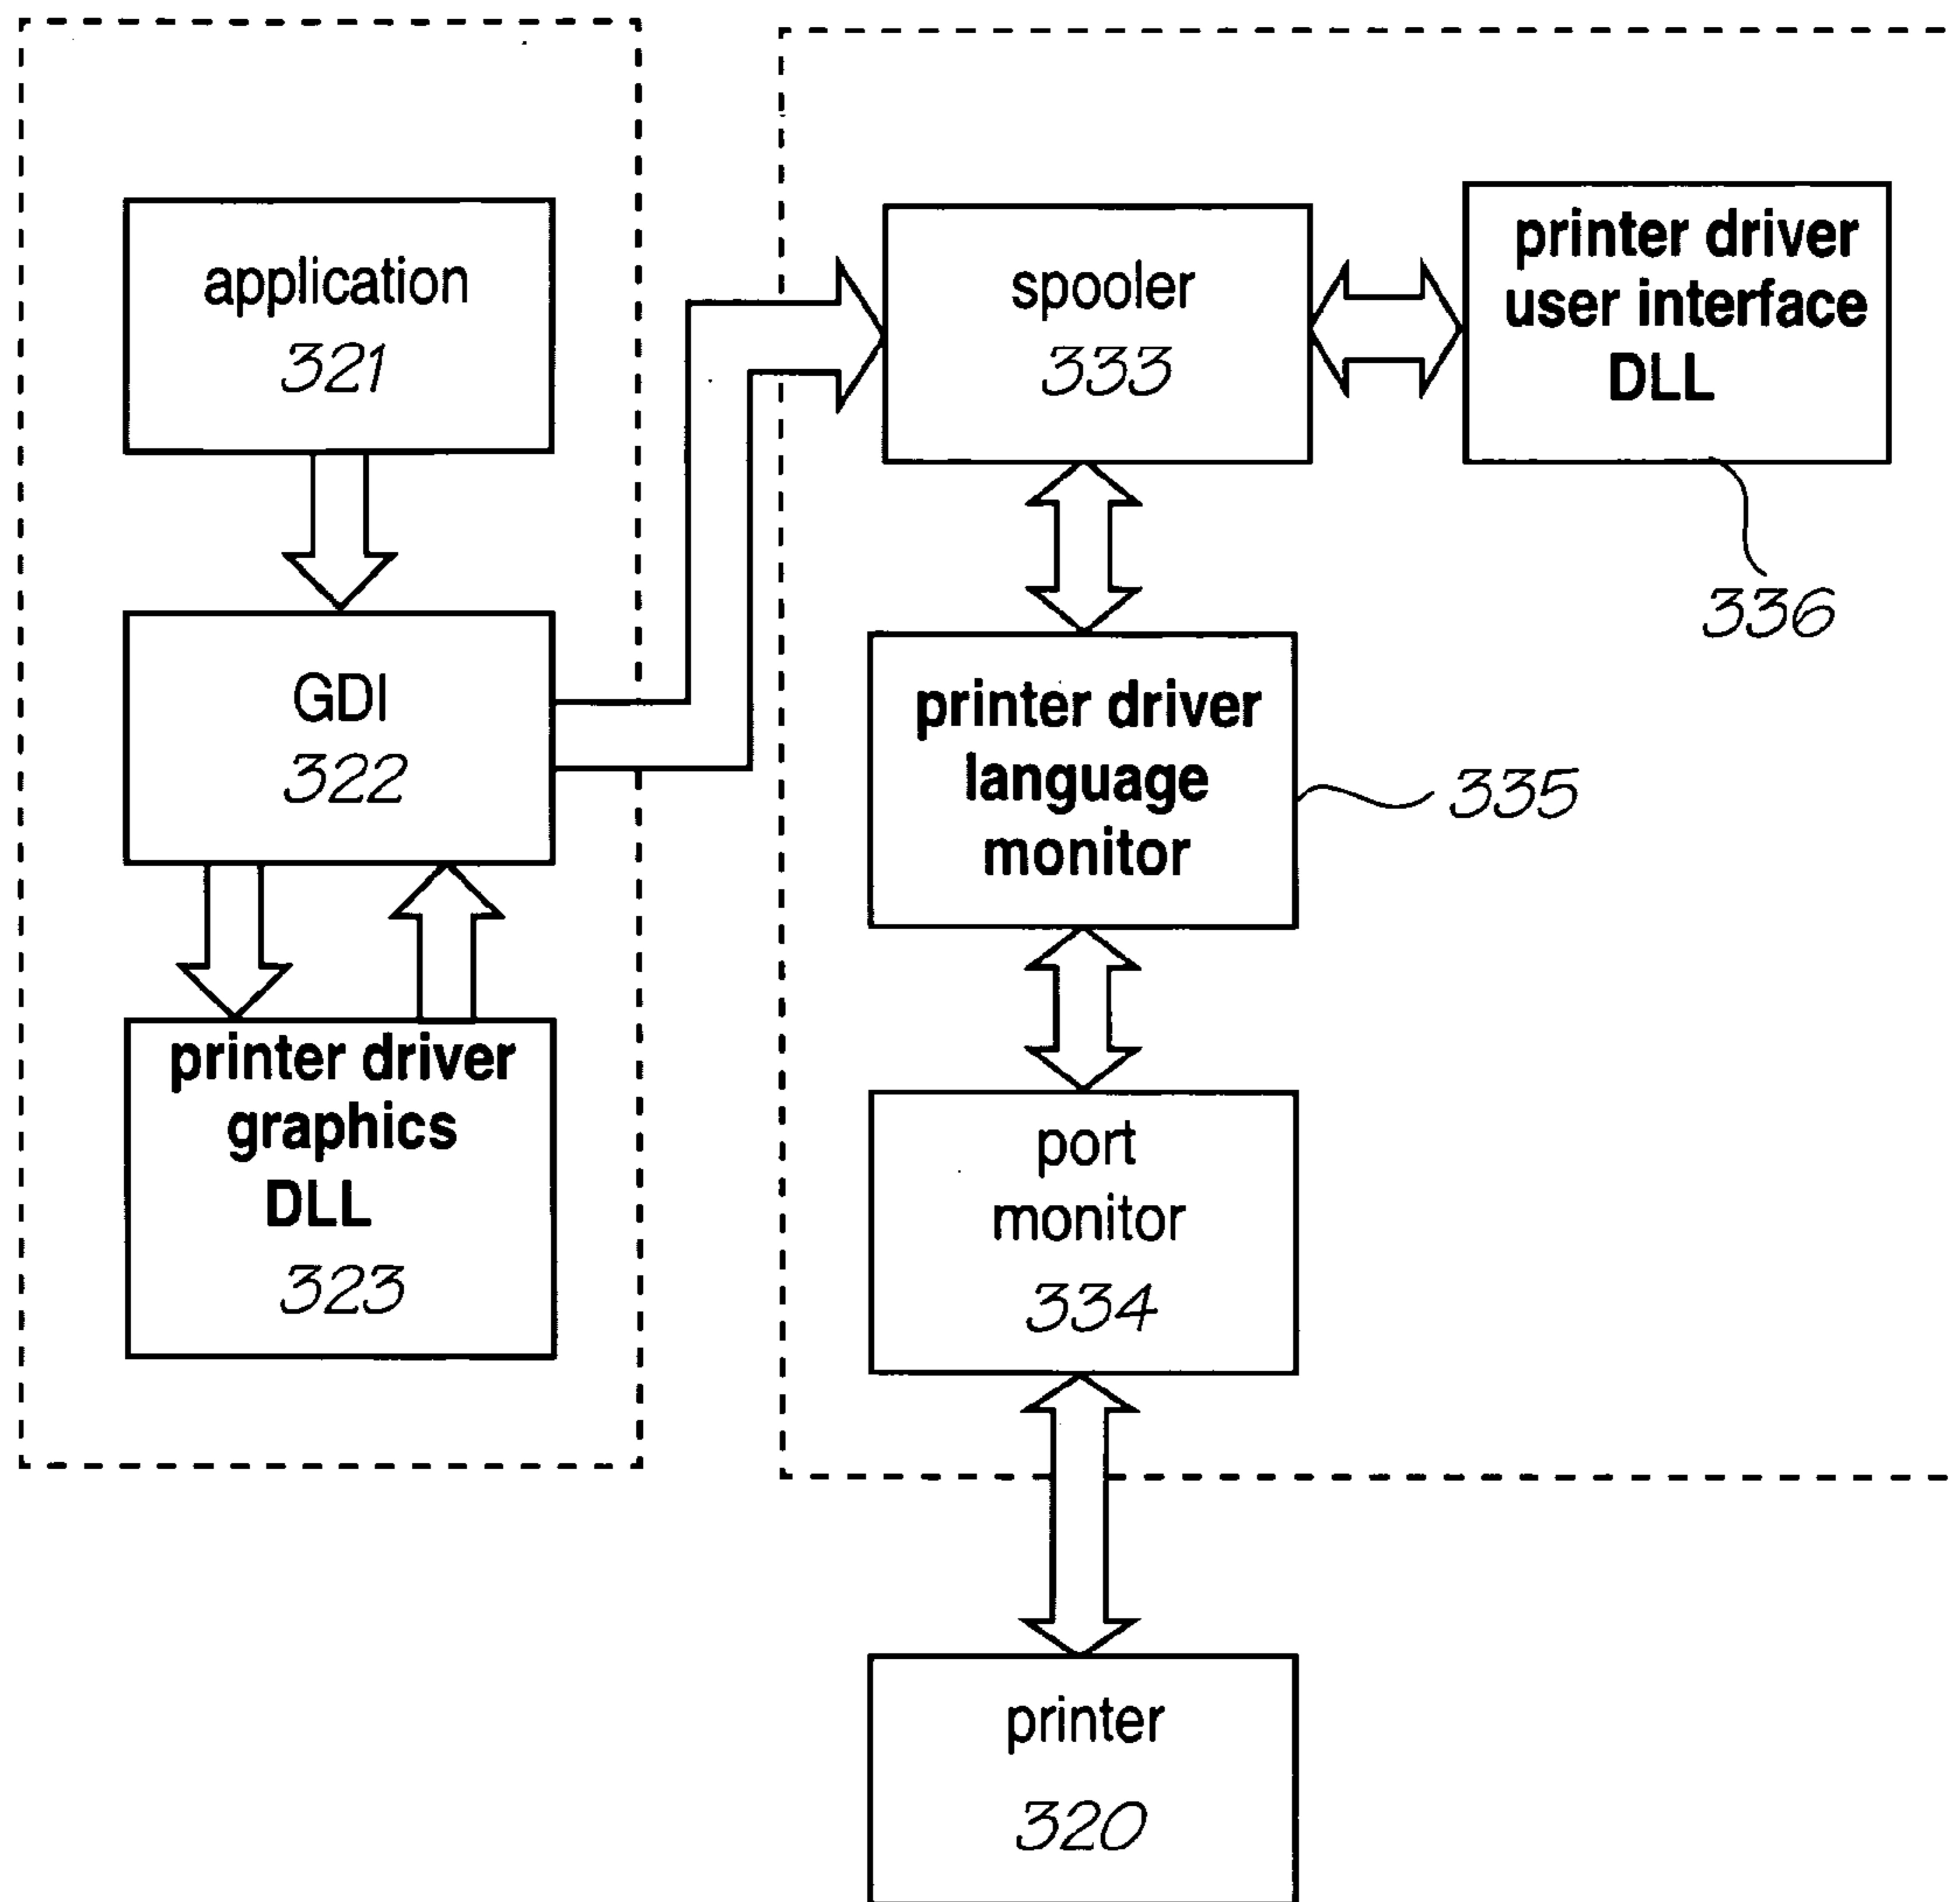 application
321
GDI
322
printer driver
graphics
DLL
323
spooler
333
printer driver
user interface
DLL
336
printer driver
language
monitor
335
port
monitor
334
printer
320